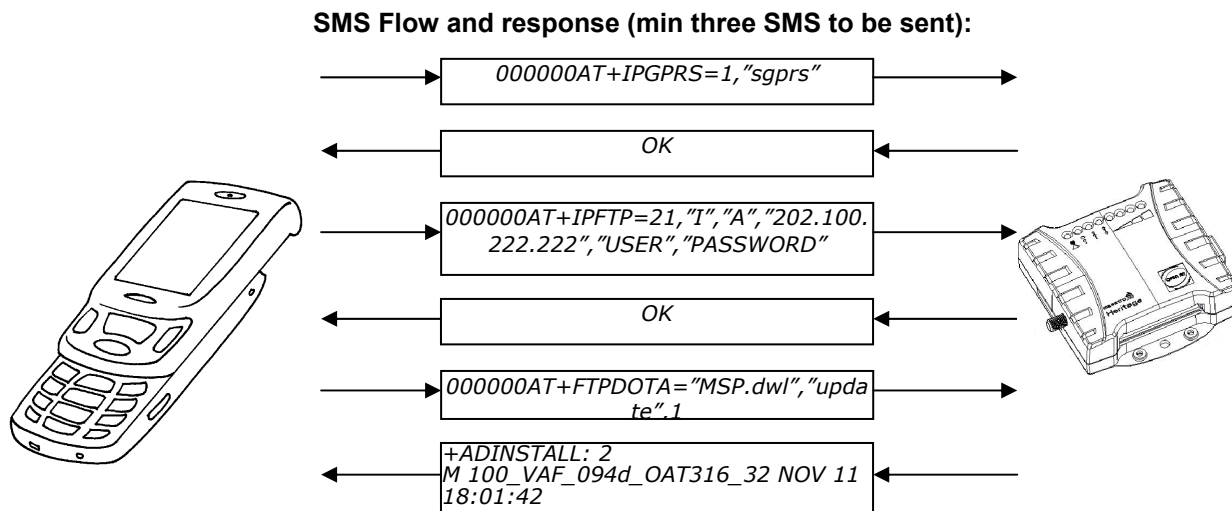 SMS Flow and response (min three SMS to be sent):
000000AT+IPGPRS=1,”sgprs”
OK
000000AT+IPFTP=21,”I”,”A”,”202.100.
222.222”,”USER”,”PASSWORD”
OK
000000AT+FTPDOTA=”MSP.dwl”,”upda
te”,1
+ADINSTALL: 2
M 100_VAF_094d_OAT316_32 NOV 11
18:01:42
Heritage